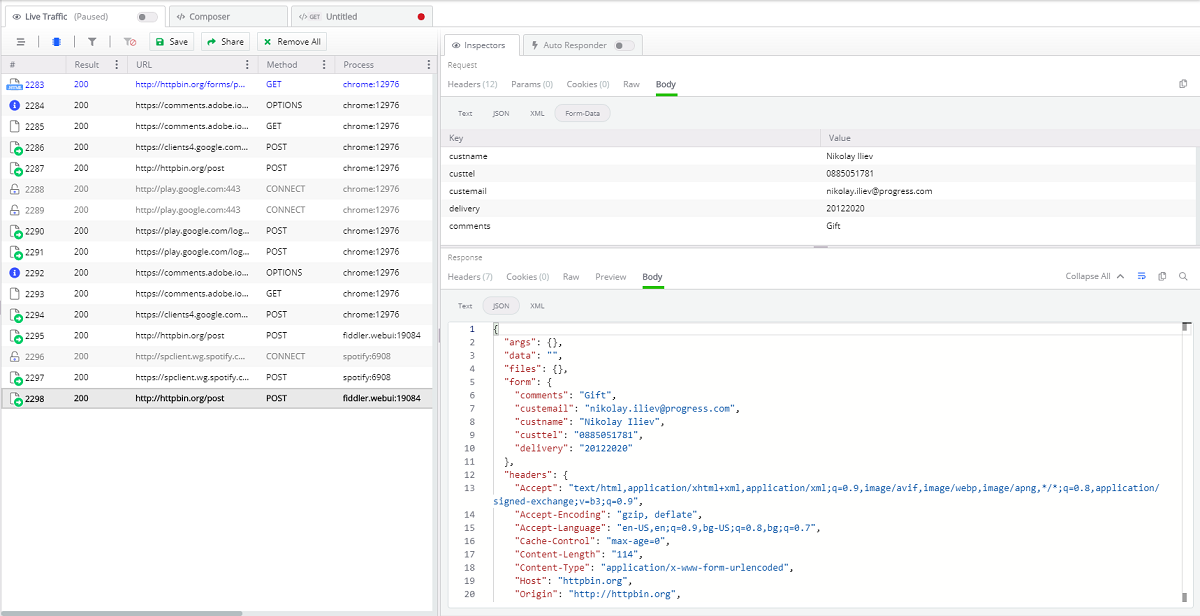 Live Traffic (Paused)
Composer
GET Untitled
Save
Share
Remove All
# Result URL Method Process
2283 200 http://httpbin.org/forms/p... GET chrome:12976
2284 200 https://comments.adobe.io... OPTIONS chrome:12976
2285 200 https://comments.adobe.io... GET chrome:12976
2286 200 https://clients4.google.com... POST chrome:12976
2287 200 http://httpbin.org/post POST chrome:12976
2288 200 http://play.google.com:443 CONNECT chrome:12976
2289 200 http://play.google.com:443 CONNECT chrome:12976
2290 200 https://play.google.com/log... POST chrome:12976
2291 200 https://play.google.com/log... POST chrome:12976
2292 200 https://comments.adobe.io... OPTIONS chrome:12976
2293 200 https://comments.adobe.io... GET chrome:12976
2294 200 https://clients4.google.com... POST chrome:12976
2295 200 http://httpbin.org/post POST fiddler.webui:19084
2296 200 http://spclient.wg.spotify.c... CONNECT spotify:6908
2297 200 https://spclient.wg.spotify.... POST spotify:6908
2298 200 http://httpbin.org/post POST fiddler.webui:19084
Inspectors
Auto Responder
Request
Headers (12) Params (0) Cookies (0) Raw Body
Text JSON XML Form-Data
Key Value
custname Nikolay Iliev
custtel 0885051781
custemail nikolay.iliev@progress.com
delivery 20122020
comments Gift
Response
Headers (7) Cookies (0) Raw Preview Body
Collapse All
Text JSON XML
1 {
2 "args": {},
3 "data": "",
4 "files": {},
5 "form": {
6 "comments": "Gift",
7 "custemail": "nikolay.iliev@progress.com",
8 "custname": "Nikolay Iliev",
9 "custtel": "0885051781",
10 "delivery": "20122020"
11 },
12 "headers": {
13 "Accept": "text/html,application/xhtml+xml,application/xml;q=0.9,image/avif,image/webp,image/apng,*/*;q=0.8,application/
signed-exchange;v=b3;q=0.9",
14 "Accept-Encoding": "gzip, deflate",
15 "Accept-Language": "en-US,en;q=0.9,bg-US;q=0.8,bg;q=0.7",
16 "Cache-Control": "max-age=0",
17 "Content-Length": "114",
18 "Content-Type": "application/x-www-form-urlencoded",
19 "Host": "httpbin.org",
20 "Origin": "http://httpbin.org",